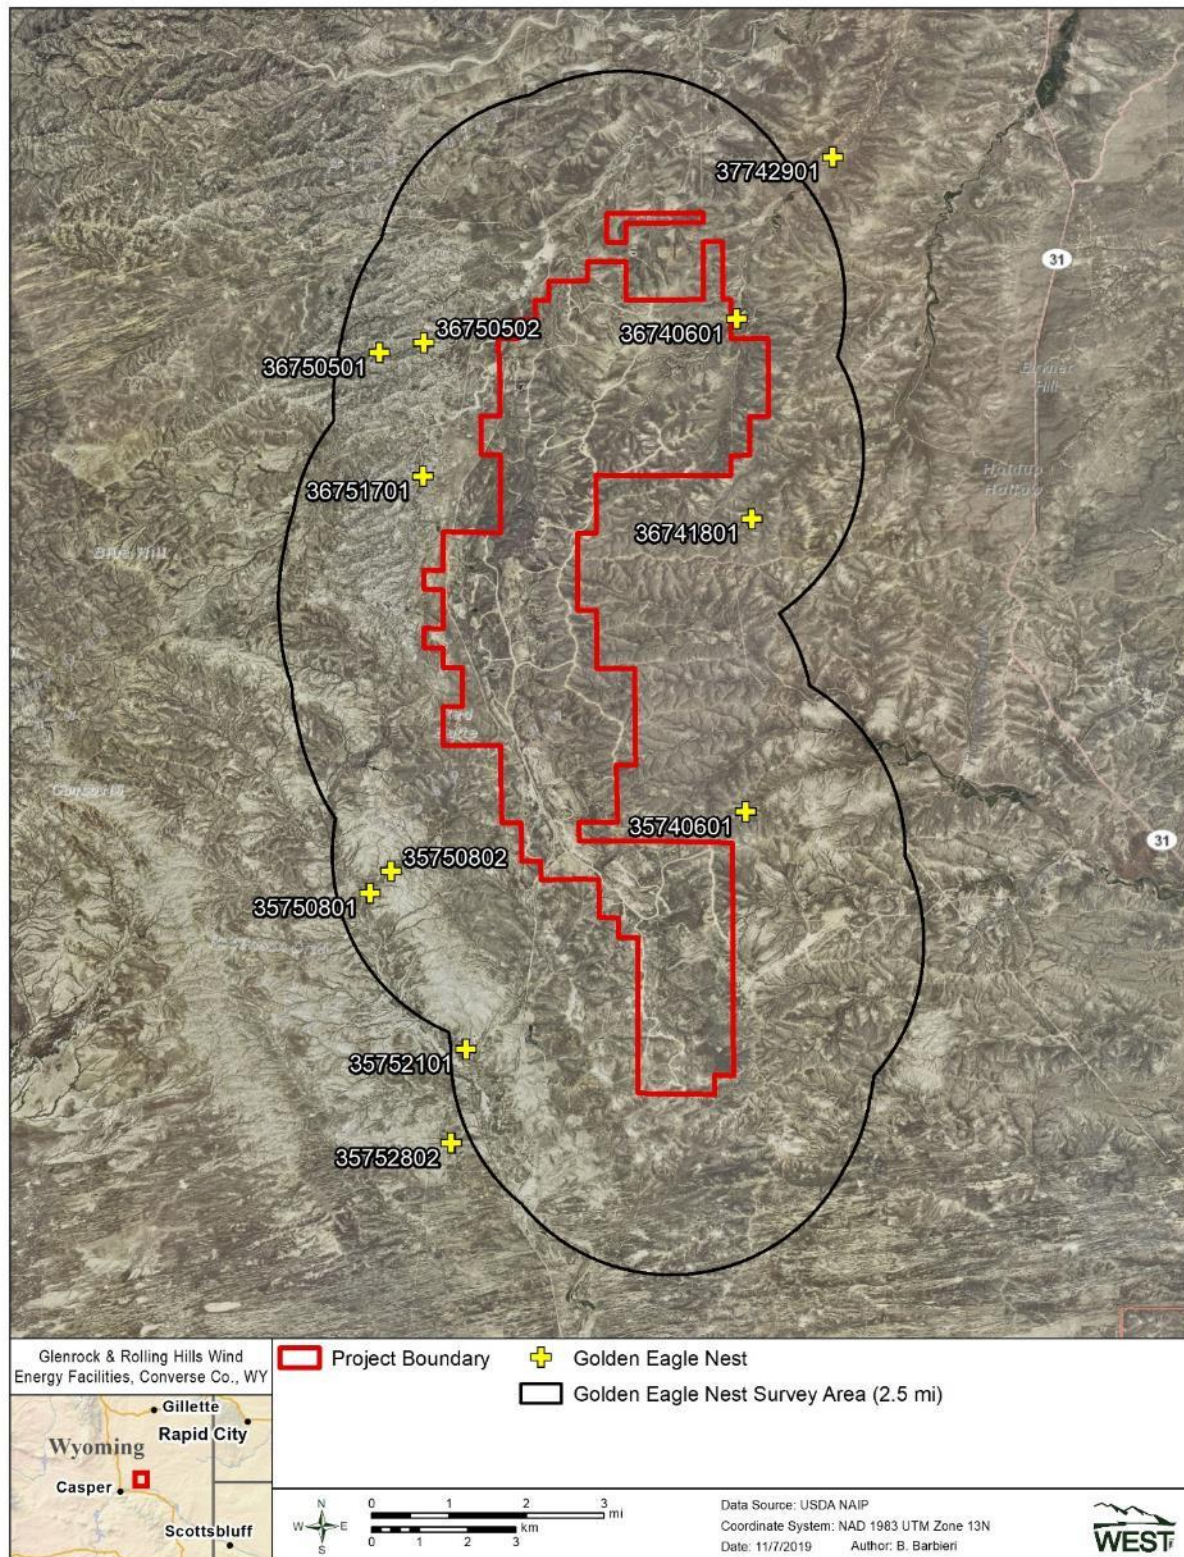 37742901
31
36750502
36740601
36750501
36751701
36741801
Blue Hill
35740601
31
35750802
35750801
35752101
35752802
Glenrock & Rolling Hills Wind
Energy Facilities, Converse Co., WY
Project Boundary
Golden Eagle Nest
Golden Eagle Nest Survey Area (2.5 mi)
Gillette
Rapid City
Wyoming
Casper
Scottsbluff
N
W E
S
0 1 2 3
mi
km
0 1 2 3
Data Source: USDA NAIP
Coordinate System: NAD 1983 UTM Zone 13N
Date: 11/7/2019 Author: B. Barbieri
WEST